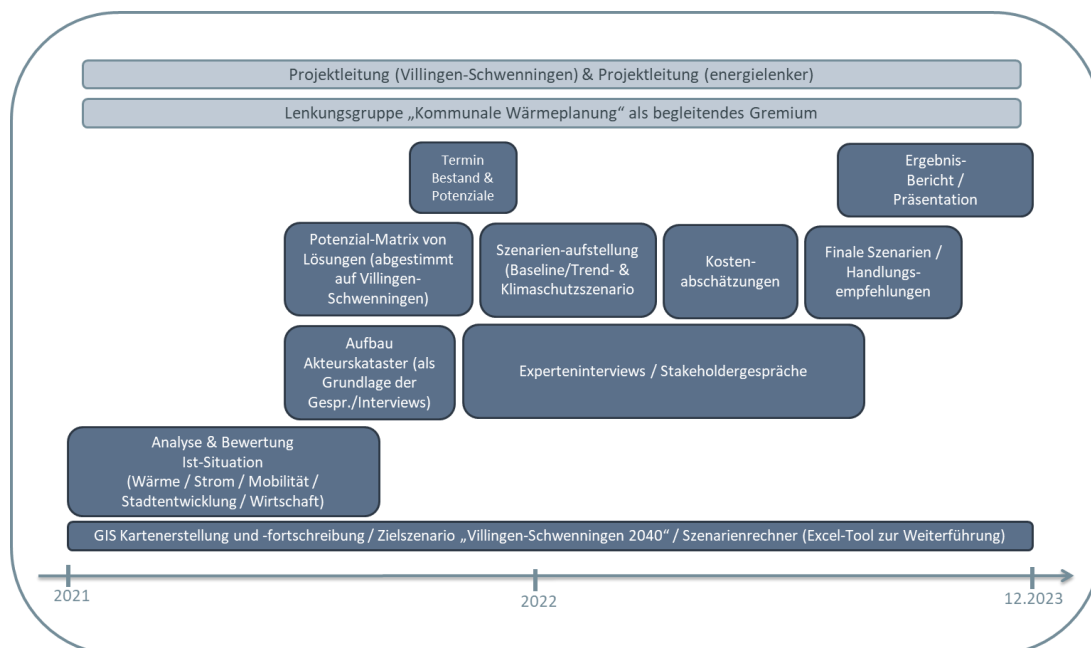 Projektleitung (Villingen-Schwenningen) & Projektleitung (energielenker)
Lenkungsgruppe „Kommunale Wärmeplanung“ als begleitendes Gremium
Termin
Bestand &
Potenziale
Ergebnis-
Bericht /
Präsentation
Potenzial-Matrix von
Lösungen (abgestimmt
auf Villingen-
Schwenningen)
Szenarien-aufstellung
(Baseline/Trend- &
Klimaschutzszenario
Kosten-
abschätzungen
Finale Szenarien /
Handlungs-
empfehlungen
Aufbau
Akteurskataster (als
Grundlage der
Gespr./Interviews)
Experteninterviews / Stakeholdergespräche
Analyse & Bewertung
Ist-Situation
(Wärme / Strom / Mobilität /
Stadtentwicklung / Wirtschaft)
GIS Kartenerstellung und -fortschreibung / Zielszenario „Villingen-Schwenningen 2040“ / Szenarienrechner (Excel-Tool zur Weiterführung)
2021
2022
12.2023